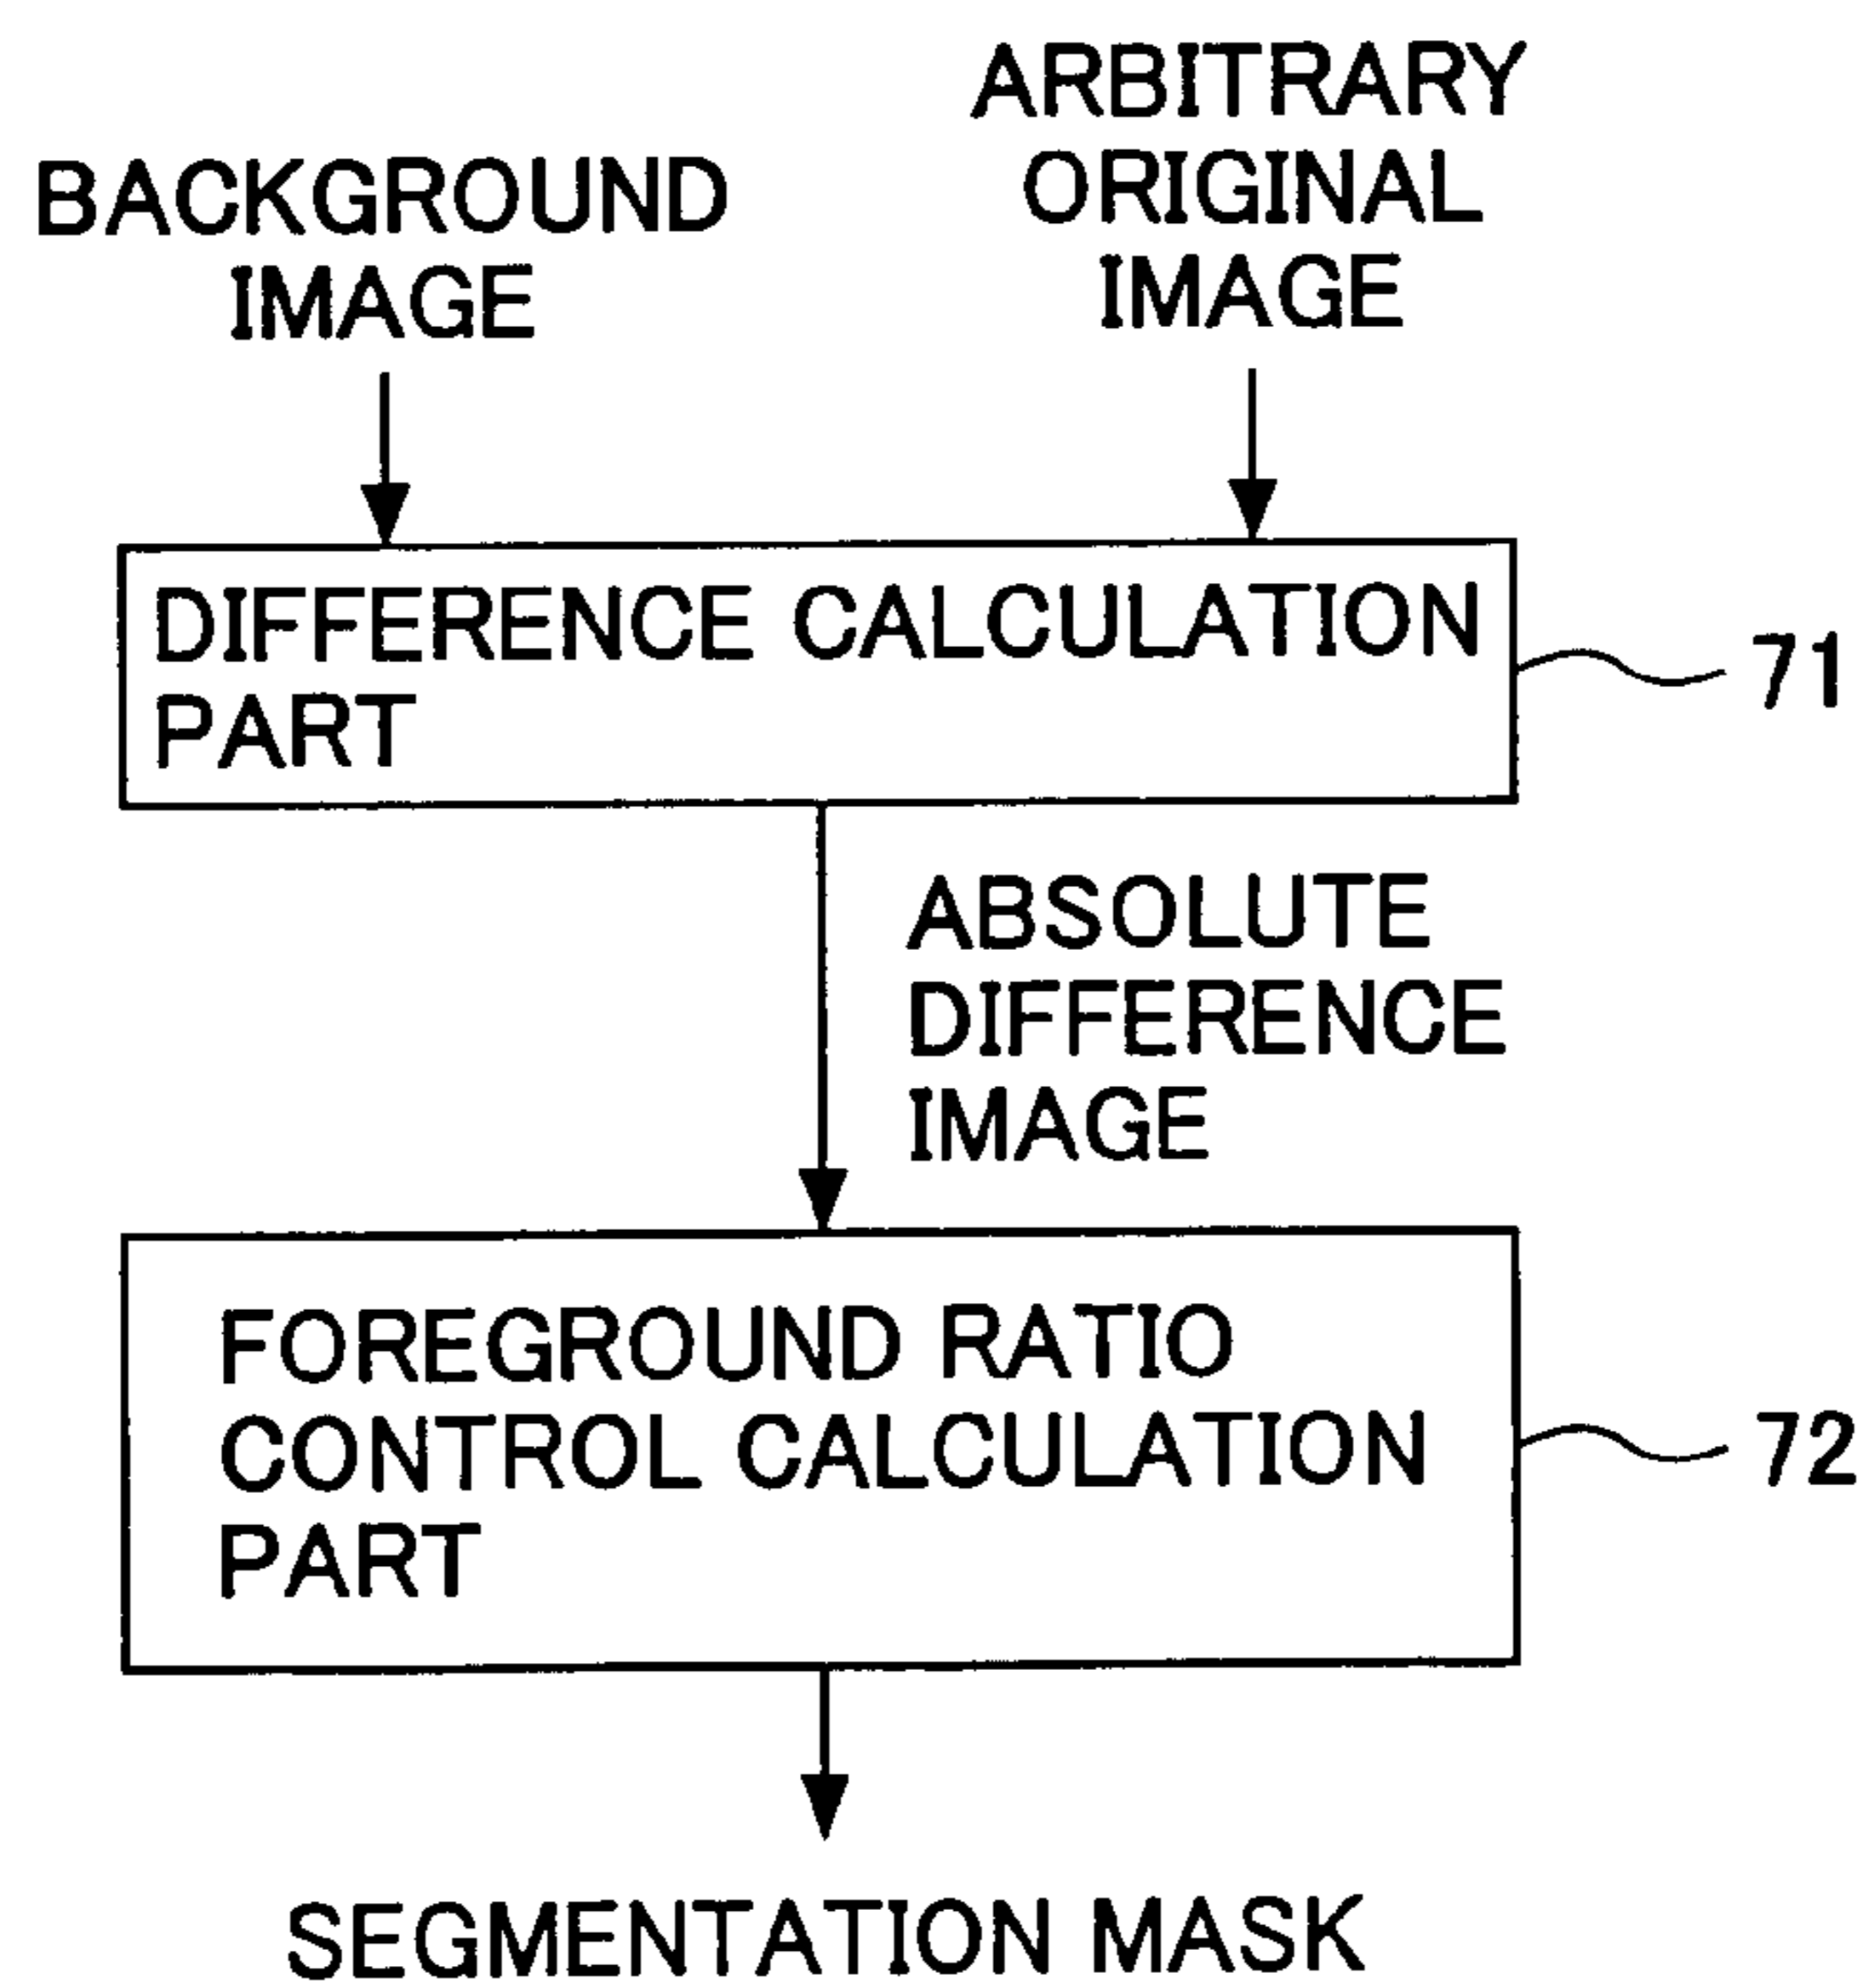 BACKGROUND
IMAGE
ARBITRARY
ORIGINAL
IMAGE
DIFFERENCE CALCULATION
PART
71
ABSOLUTE
DIFFERENCE
IMAGE
FOREGROUND RATIO
CONTROL CALCULATION
PART
72
SEGMENTATION MASK